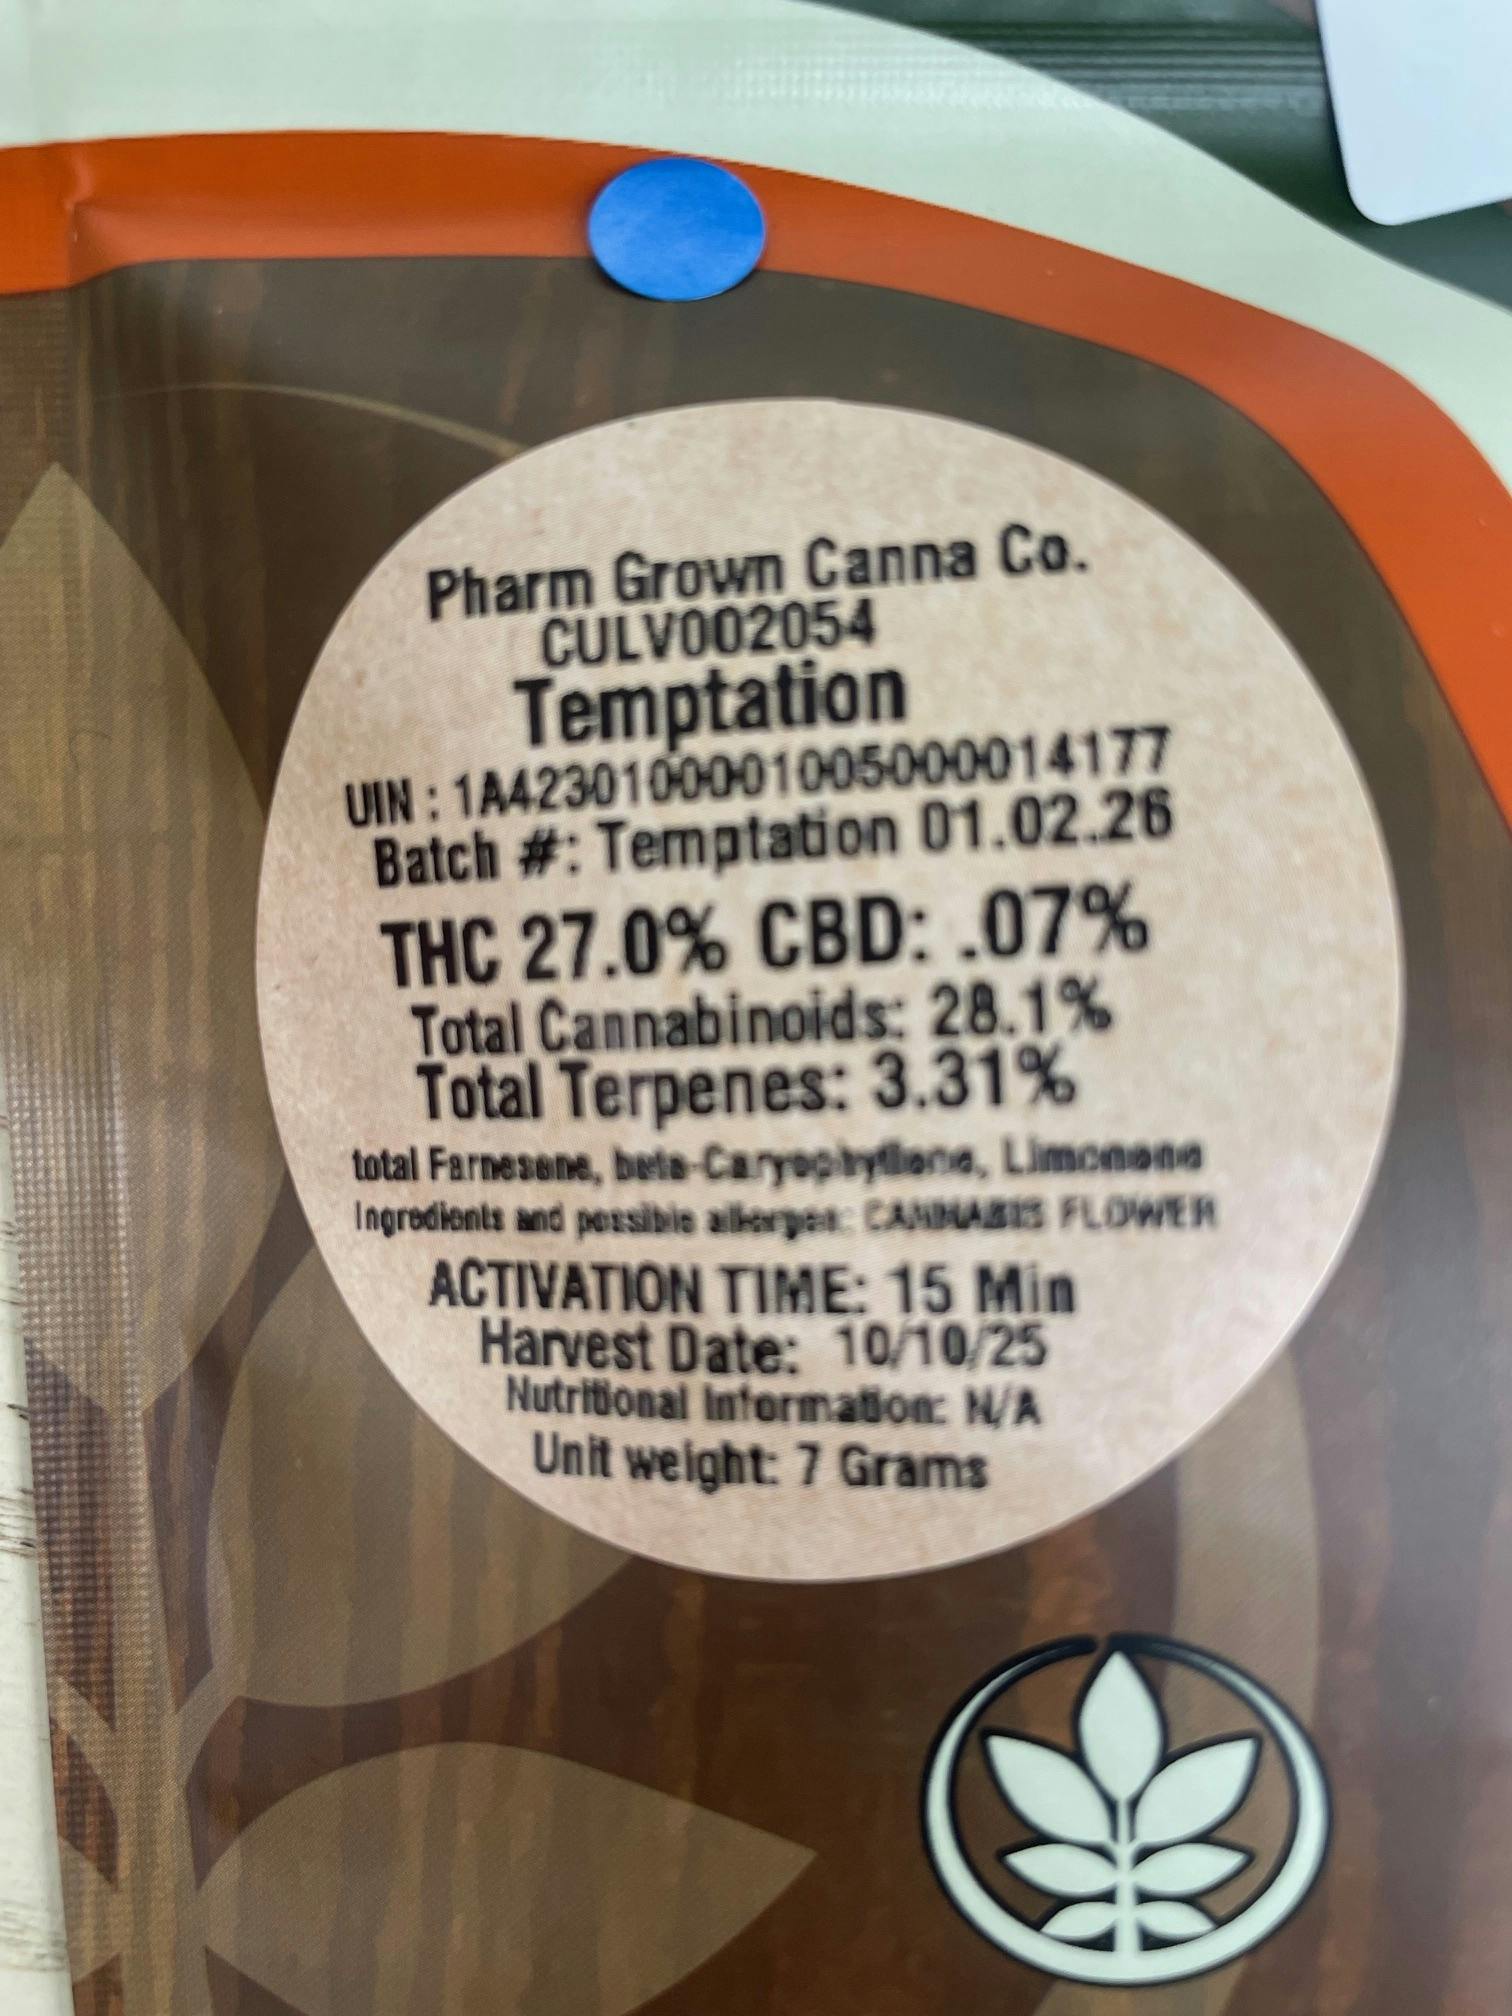 Pharm Grown Canna Co.
CULV002054
Temptation
UIN : 1A4230100001005000014177
Batch #: Temptation 01.02.26
THC 27.0% CBD: .07%
Total Cannabinoids: 28.1%
Total Terpenes: 3.31%
total Farnesene, beta-Caryophyllene, Limonene
Ingredients and possible allergen: CANNABIS FLOWER
ACTIVATION TIME: 15 Min
Harvest Date: 10/10/25
Nutritional Information: N/A
Unit weight: 7 Grams